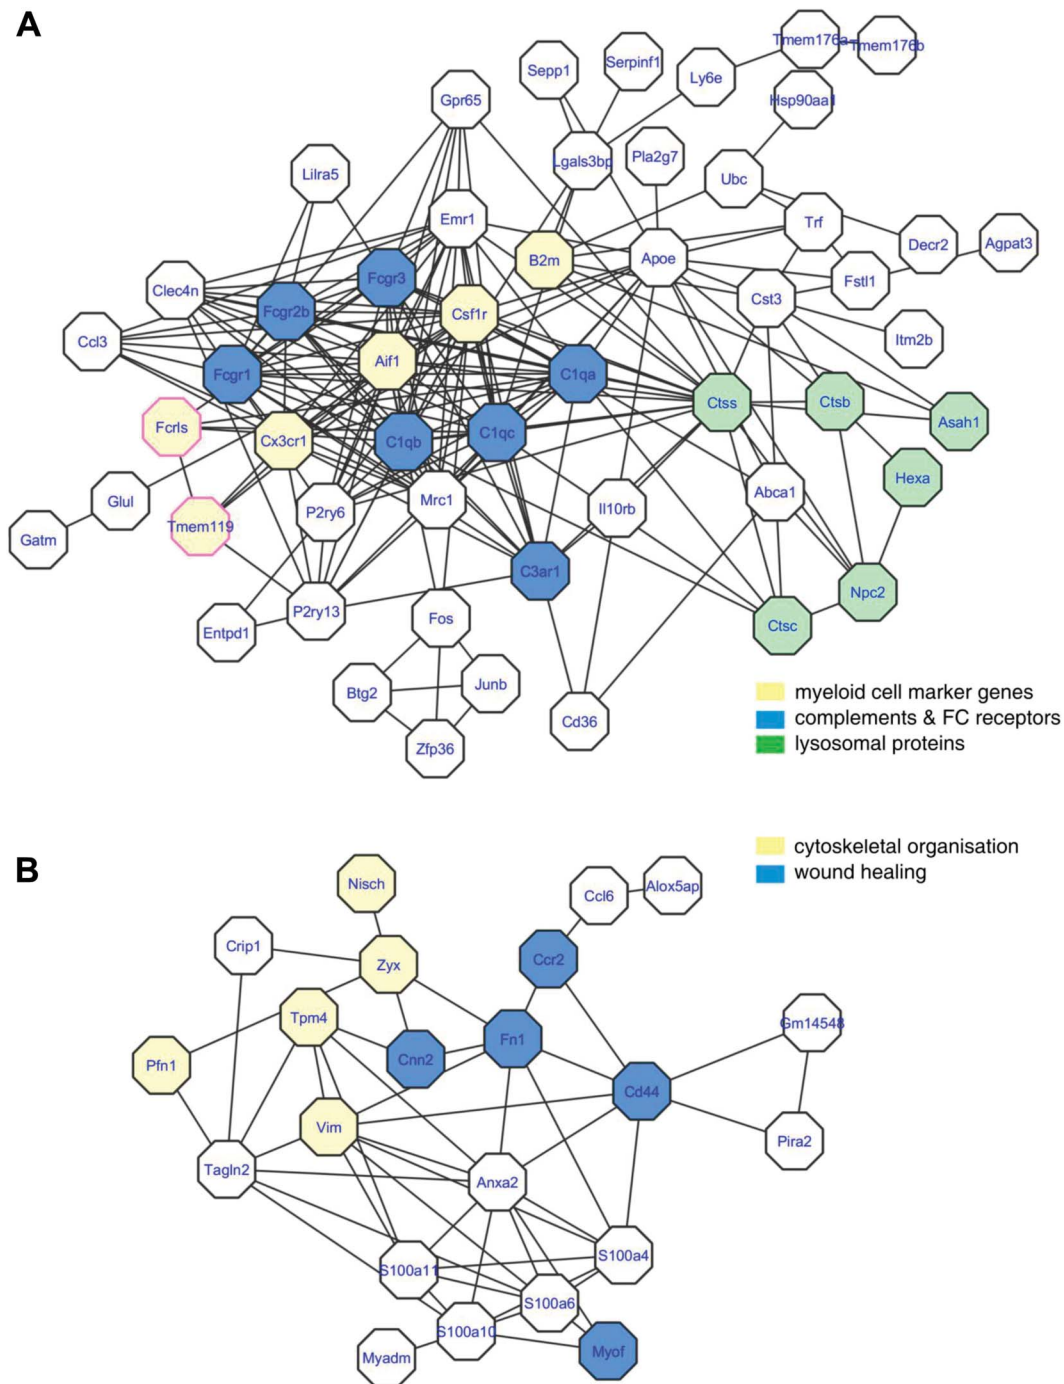 A
Tmem176a
Tmem176b
Sepp1
Serpinf1
Ly6e
Gpr65
Hsp90aa1
Lgals3bp
Pla2g7
Lilra5
Ubc
Emr1
Trf
Decr2
Agpat3
B2m
Apoe
Fcgr3
Clec4n
Fstl1
Cst3
Fcgr2b
Csf1r
Ccl3
Itm2b
Aif1
Fcgr1
C1qa
Ctss
Ctsb
Asah1
Fcrls
Cx3cr1
C1qb
C1qc
Hexa
Abca1
Glul
Mrc1
Il10rb
P2ry6
Tmem119
Gatm
C3ar1
Npc2
P2ry13
Fos
Ctsc
Entpd1
Btg2
Junb
Cd36
Zfp36
myeloid cell marker genes
complements & FC receptors
lysosomal proteins
cytoskeletal organisation
wound healing
B
Nisch
Ccl6
Alox5ap
Crip1
Zyx
Ccr2
Tpm4
Gm14548
Fn1
Cnn2
Pfn1
Cd44
Vim
Pira2
Tagln2
Anxa2
S100a4
S100a11
S100a6
S100a10
Myadm
Myof